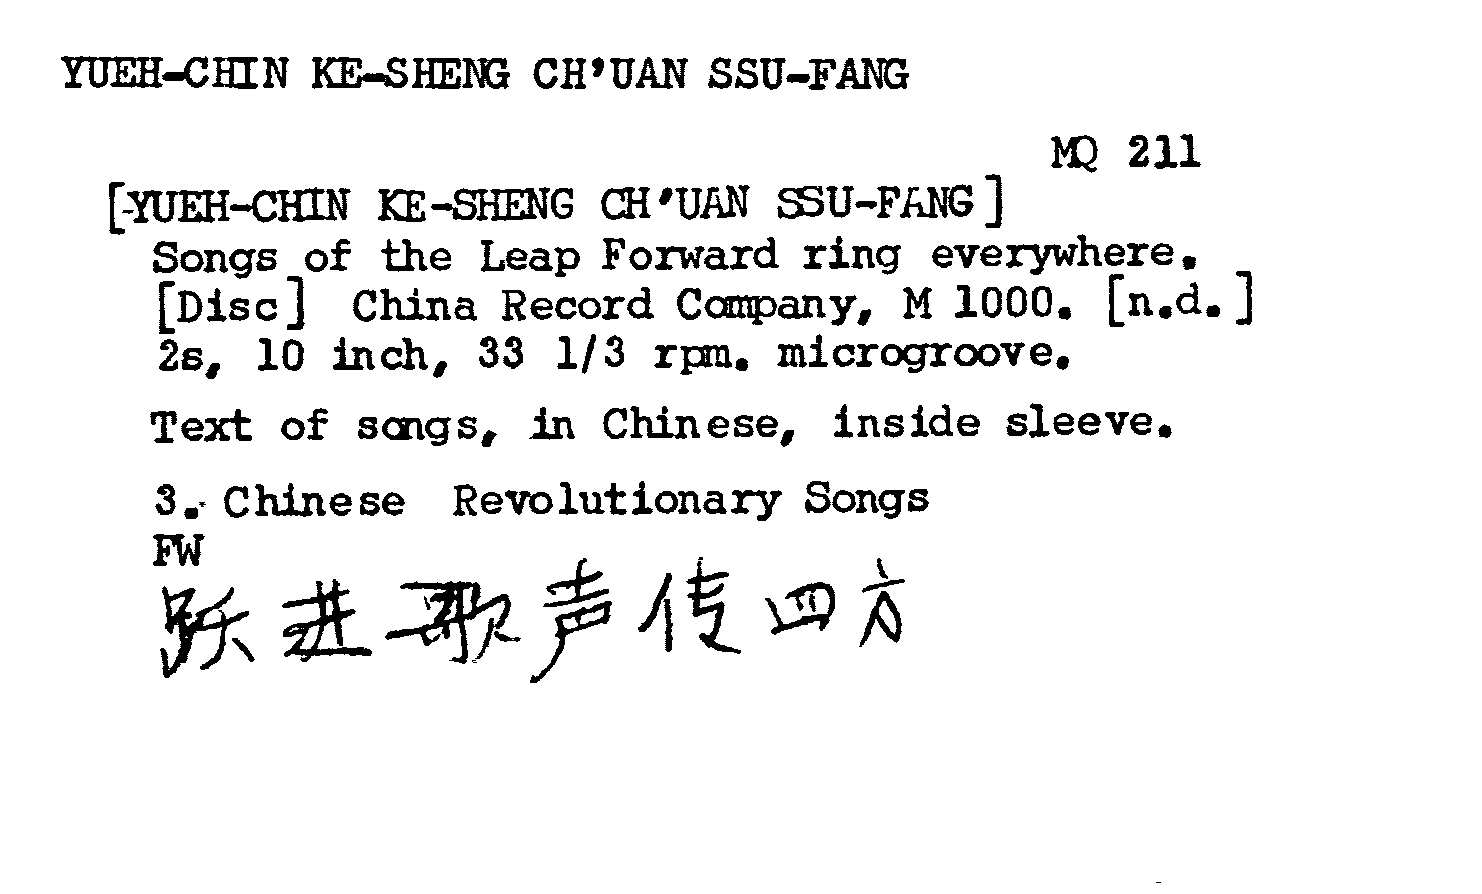 YUEH-CHIN KE-SHENG CH'UAN SSU-FANG
MQ 211
[YUEH-CHIN KE-SHENG CH'UAN SSU-FANG]
Songs of the Leap Forward ring everywhere.
[Disc] China Record Company, M 1000. [n.d.]
2s, 10 inch, 33 1/3 rpm. microgroove.
Text of songs, in Chinese, inside sleeve.
3. Chinese Revolutionary Songs
FW
跃进歌声传四方